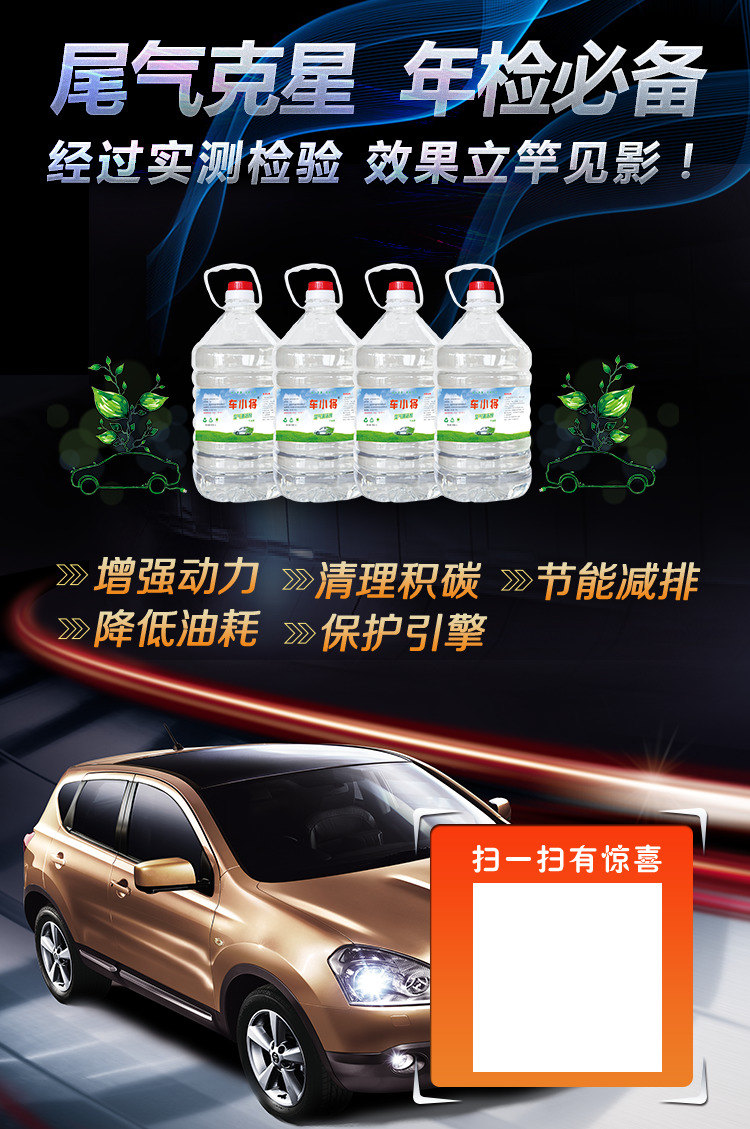 尾气克星 年检必备
经过实测检验 效果立竿见影！
车小将 车小将 车小将 车小将
增强动力 清理积碳 节能减排
降低油耗 保护引擎
扫一扫有惊喜